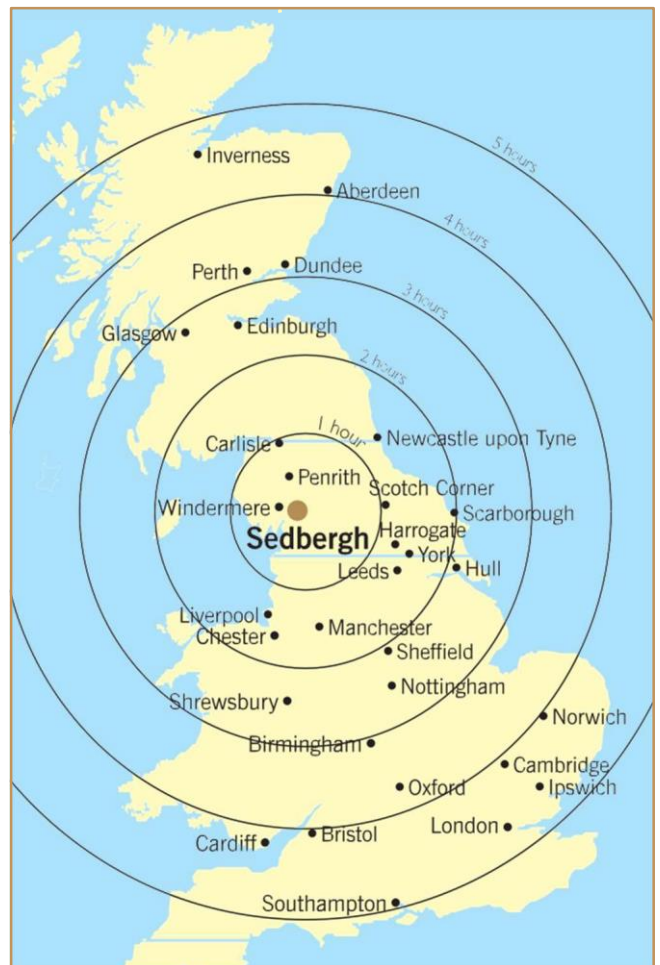 5 hours
Inverness
Aberdeen
4 hours
Dundee
Perth
3 hours
Edinburgh
Glasgow
2 hours
1 hour
Newcastle upon Tyne
Carlisle
Penrith
Scotch Corner
Windermere
Scarborough
Sedbergh
Harrogate
York
Leeds
Hull
Liverpool
Manchester
Chester
Sheffield
Nottingham
Shrewsbury
Norwich
Birmingham
Cambridge
Oxford
Ipswich
London
Bristol
Cardiff
Southampton